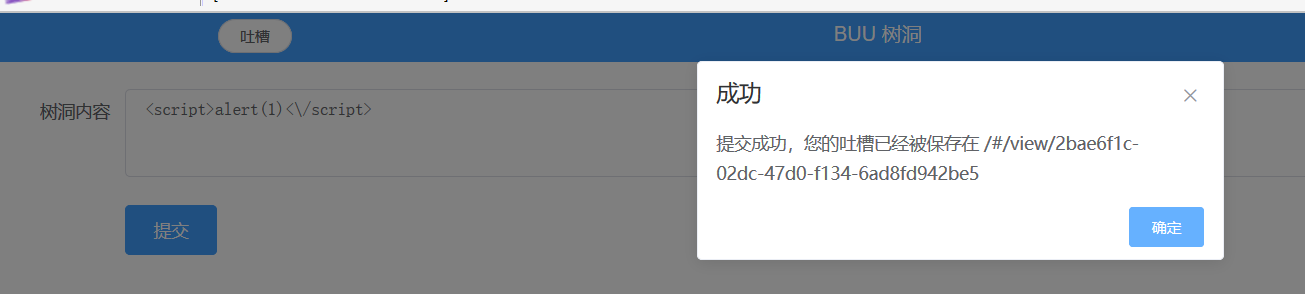 吐槽
BUU 树洞
树洞内容
<script>alert(1)<\/script>
成功
提交成功，您的吐槽已经被保存在 /#/view/2bae6f1c-
02dc-47d0-f134-6ad8fd942be5
确定
提交